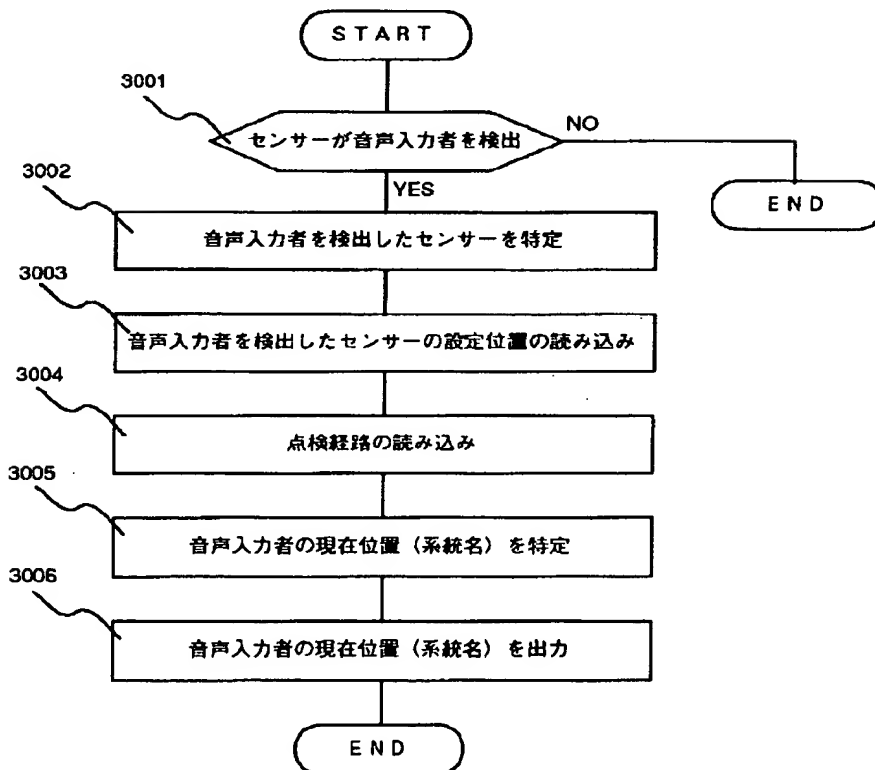 START
3001
センサーが音声入力者を検出
NO
YES
END
3002
音声入力者を検出したセンサーを特定
3003
音声入力者を検出したセンサーの設定位置の読み込み
3004
点検経路の読み込み
3005
音声入力者の現在位置（系統名）を特定
3006
音声入力者の現在位置（系統名）を出力
END